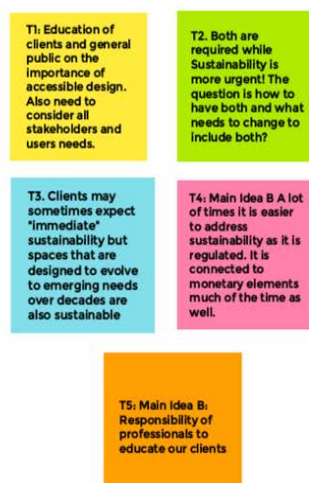 T1: Education of
clients and general
public on the
importance of
accessible design.
Also need to
consider all
stakeholders and
users needs.
T2. Both are
required while
Sustainability is
more urgent! The
question is how to
have both and what
needs to change to
include both?
T3. Clients may
sometimes expect
"immediate"
sustainability but
spaces that are
designed to evolve
to emerging needs
over decades are
also sustainable
T4: Main Idea B A lot
of times it is easier
to address
sustainability as it is
regulated. It is
connected to
monetary elements
much of the time as
well.
T5: Main Idea B:
Responsibility of
professionals to
educate our clients